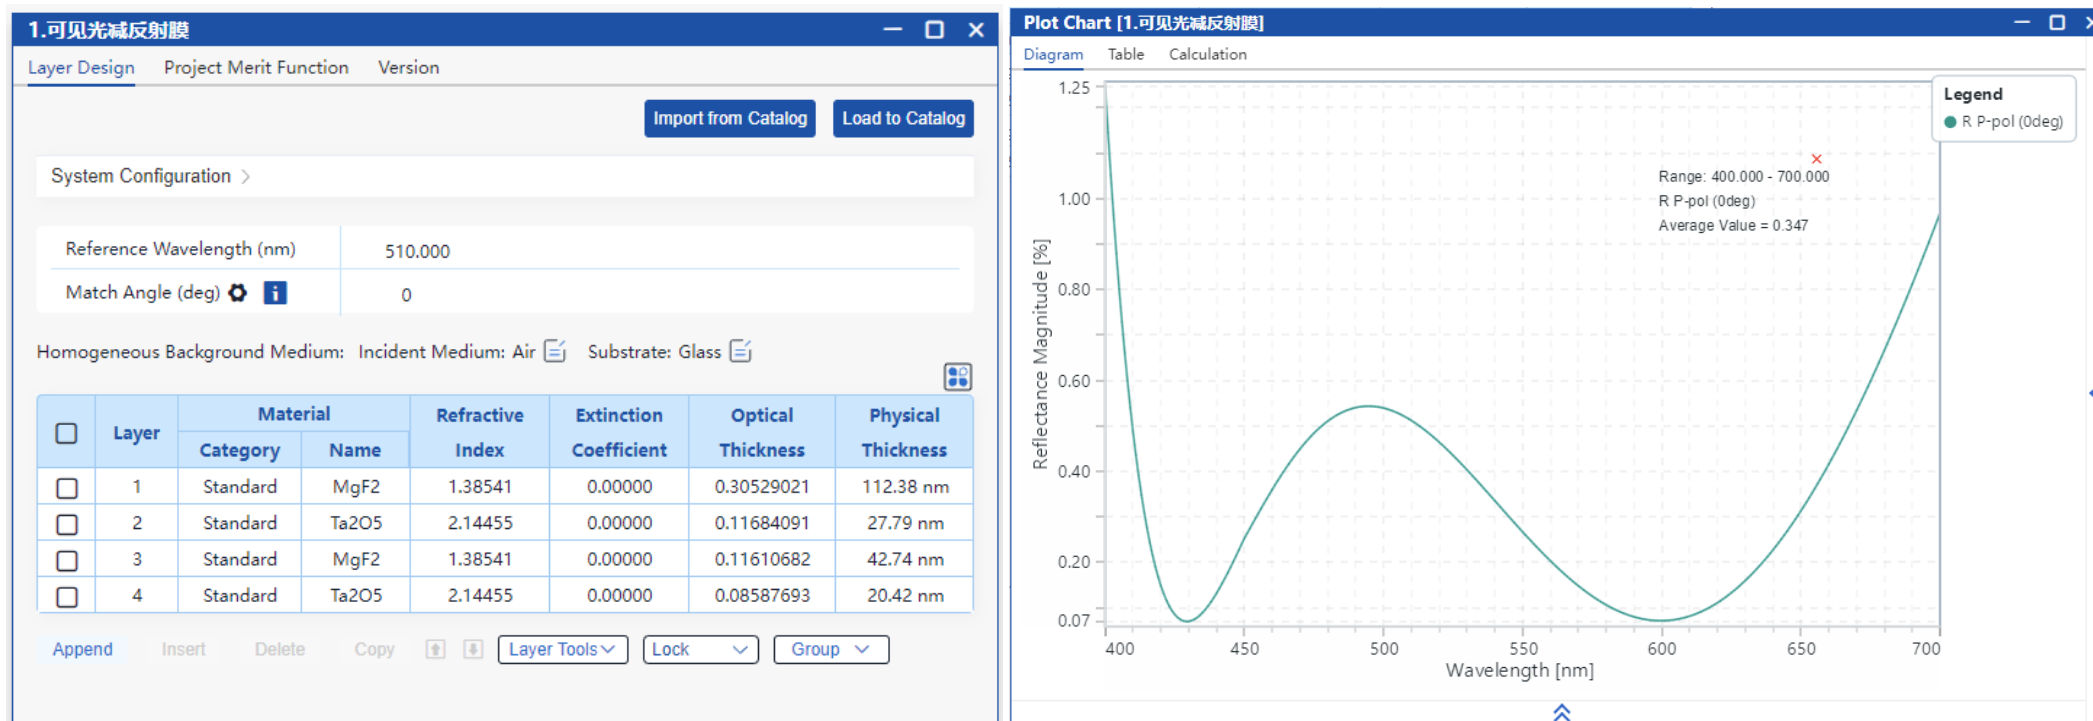 1.可见光减反射膜
Layer Design Project Merit Function Version
Import from Catalog Load to Catalog
System Configuration
Reference Wavelength (nm) 510.000
Match Angle (deg) i 0
Homogeneous Background Medium: Incident Medium: Air Substrate: Glass
Layer Material Refractive Index Extinction Coefficient Optical Thickness Physical Thickness
Category Name
1 Standard MgF2 1.38541 0.00000 0.30529021 112.38 nm
2 Standard Ta2O5 2.14455 0.00000 0.11684091 27.79 nm
3 Standard MgF2 1.38541 0.00000 0.11610682 42.74 nm
4 Standard Ta2O5 2.14455 0.00000 0.08587693 20.42 nm
Append Insert Delete Copy Layer Tools Lock Group
Plot Chart [1.可见光减反射膜]
Diagram Table Calculation
Legend
R P-pol (0deg)
Range: 400.000 - 700.000
R P-pol (0deg)
Average Value = 0.347
Reflectance Magnitude [%]
1.25
1.00
0.80
0.60
0.40
0.20
0.07
400 450 500 550 600 650 700
Wavelength [nm]